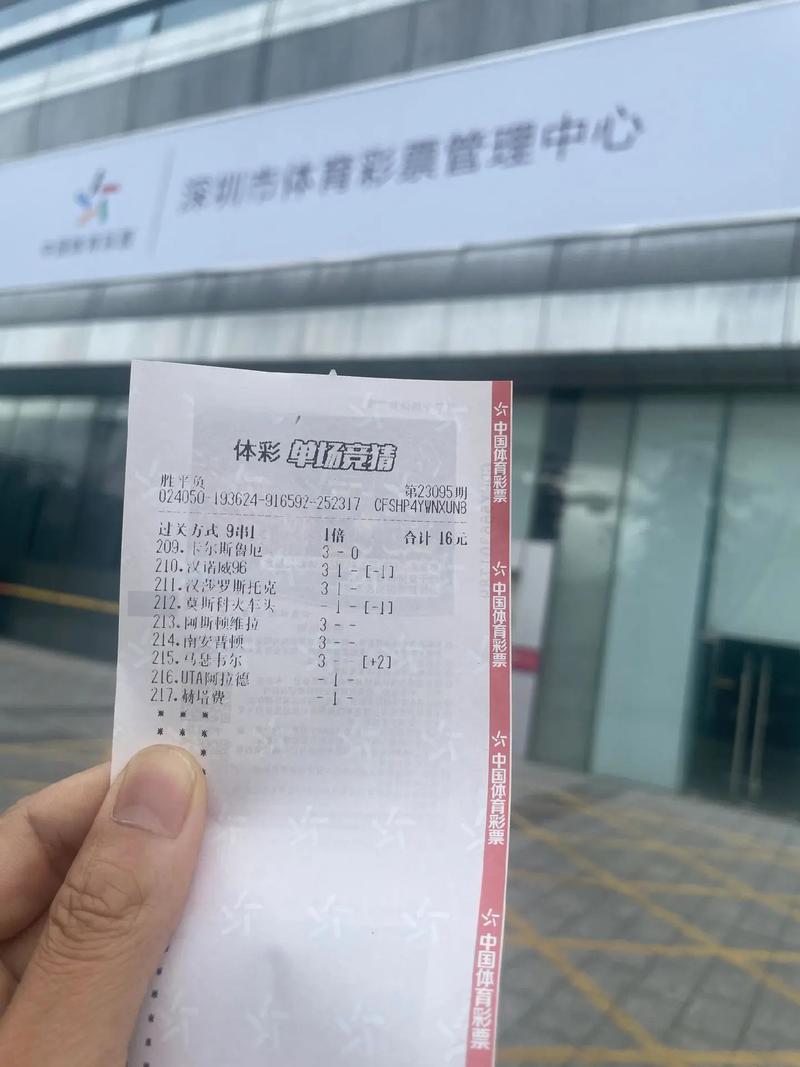 深圳市体育彩票管理中心
中国体育彩票
体彩 单场竞猜
胜平负 第23095期
024050-193624-916592-252317 CFSHP4YWNXUN8
过关方式 9串1 1倍 合计 16元
209.卡尔斯鲁厄 3 - 0
210.汉诺威96 3 1 - [-1]
211.汉莎罗斯托克 3 1 -
212.莫斯科火车头 - 1 - [-1]
213.阿斯顿维拉 3 - -
214.南安普顿 3 - -
215.马瑟韦尔 3 - - [+2]
216.UTA阿拉德 - 1 -
217.赫塔费 - 1 -
中国体育彩票
中国体育彩票
中国体育彩票
中国体育彩票